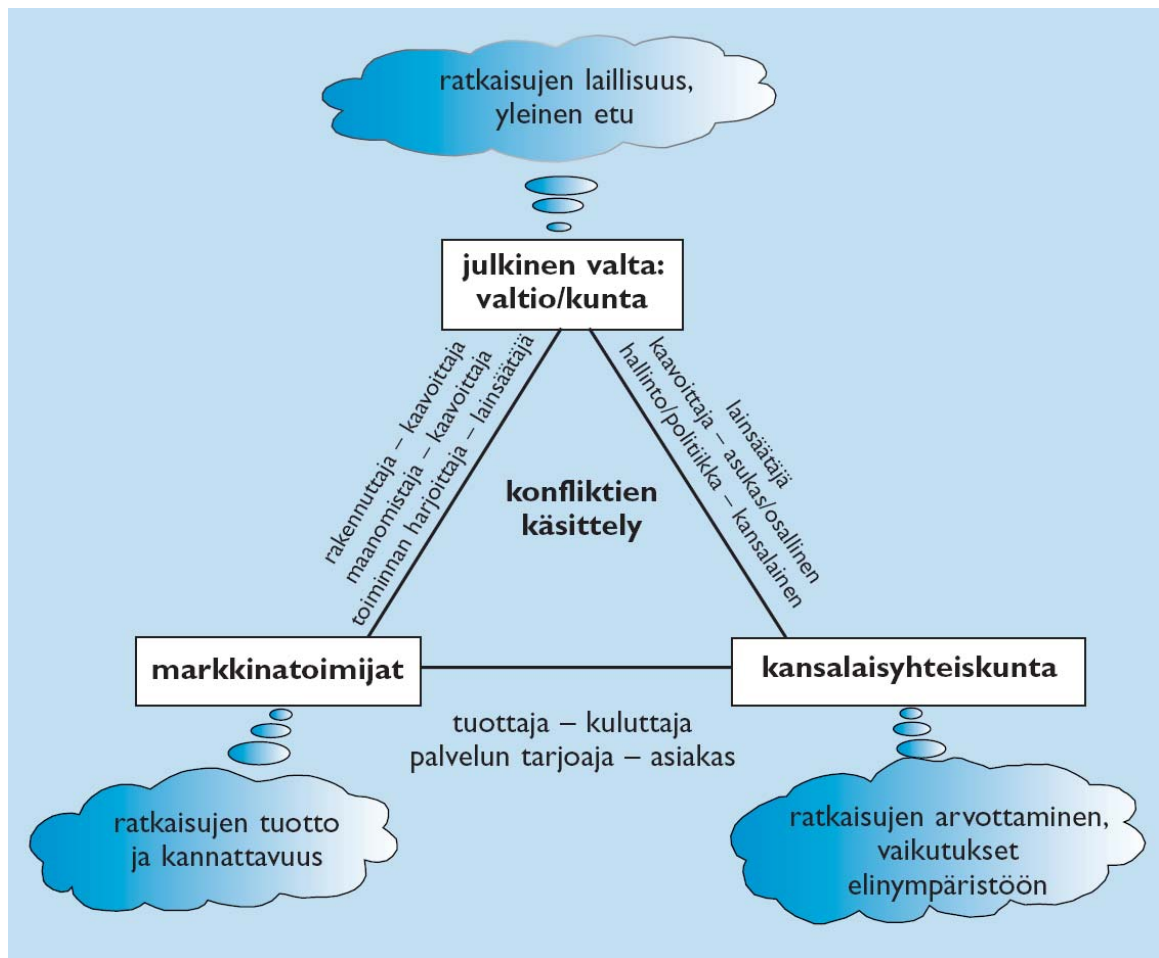 ratkaisujen laillisuus,
yleinen etu
julkinen valta:
valtio/kunta
rakennuttaja – kaavoittaja
maanomistaja – kaavoittaja
toiminnan harjoittaja – lainsäätäjä
lainsäätäjä
kaavoittaja – asukas/osallinen
hallinto/politiikka – kansalainen
konfliktien
käsittely
markkinatoimijat
kansalaisyhteiskunta
tuottaja – kuluttaja
palvelun tarjoaja – asiakas
ratkaisujen tuotto
ja kannattavuus
ratkaisujen arvottaminen,
vaikutukset
elinympäristöön